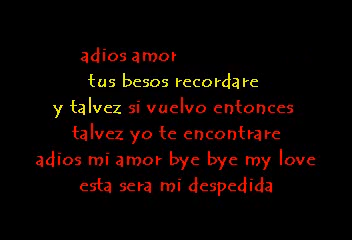 adios amor
tus besos recordare
y talvez si vuelvo entonces
talvez yo te encontrare
adios mi amor bye bye my love
esta sera mi despedida